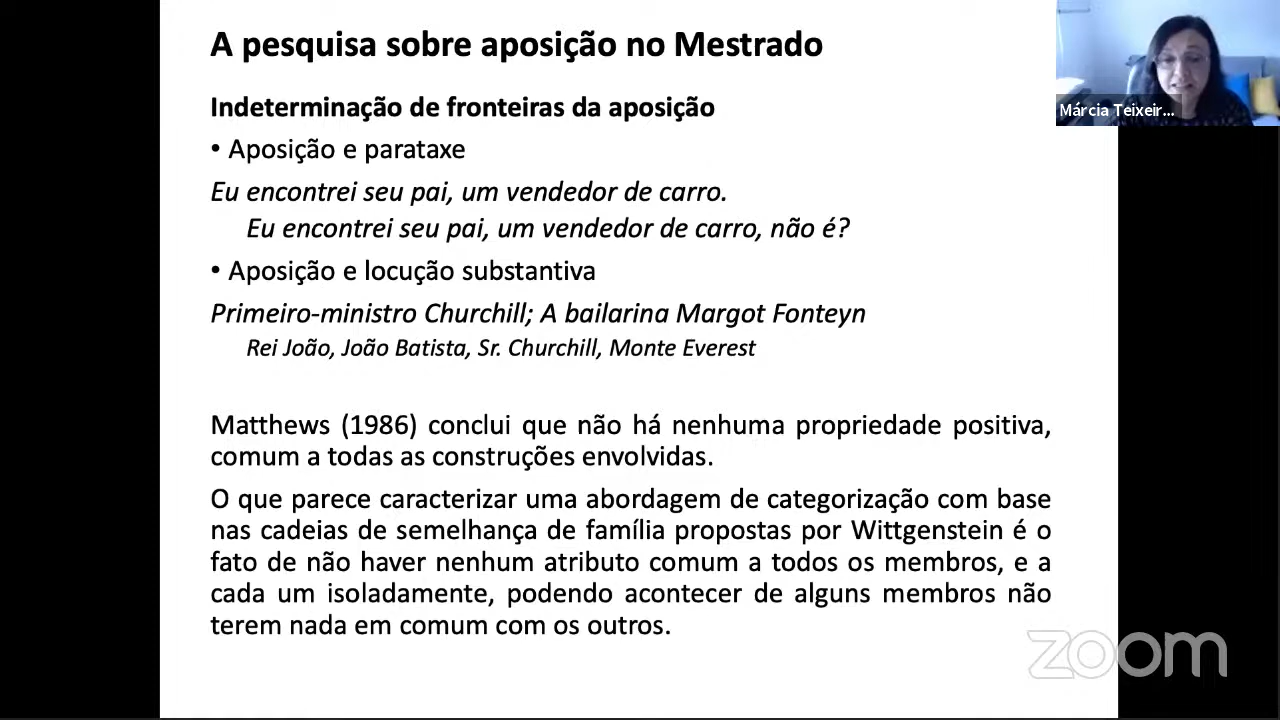 A pesquisa sobre aposição no Mestrado
Indeterminação de fronteiras da aposição
• Aposição e parataxe
Eu encontrei seu pai, um vendedor de carro.
Eu encontrei seu pai, um vendedor de carro, não é?
• Aposição e locução substantiva
Primeiro-ministro Churchill; A bailarina Margot Fonteyn
Rei João, João Batista, Sr. Churchill, Monte Everest
Matthews (1986) conclui que não há nenhuma propriedade positiva,
comum a todas as construções envolvidas.
O que parece caracterizar uma abordagem de categorização com base
nas cadeias de semelhança de família propostas por Wittgenstein é o
fato de não haver nenhum atributo comum a todos os membros, e a
cada um isoladamente, podendo acontecer de alguns membros não
terem nada em comum com os outros.
Márcia Teixeir...
zoom